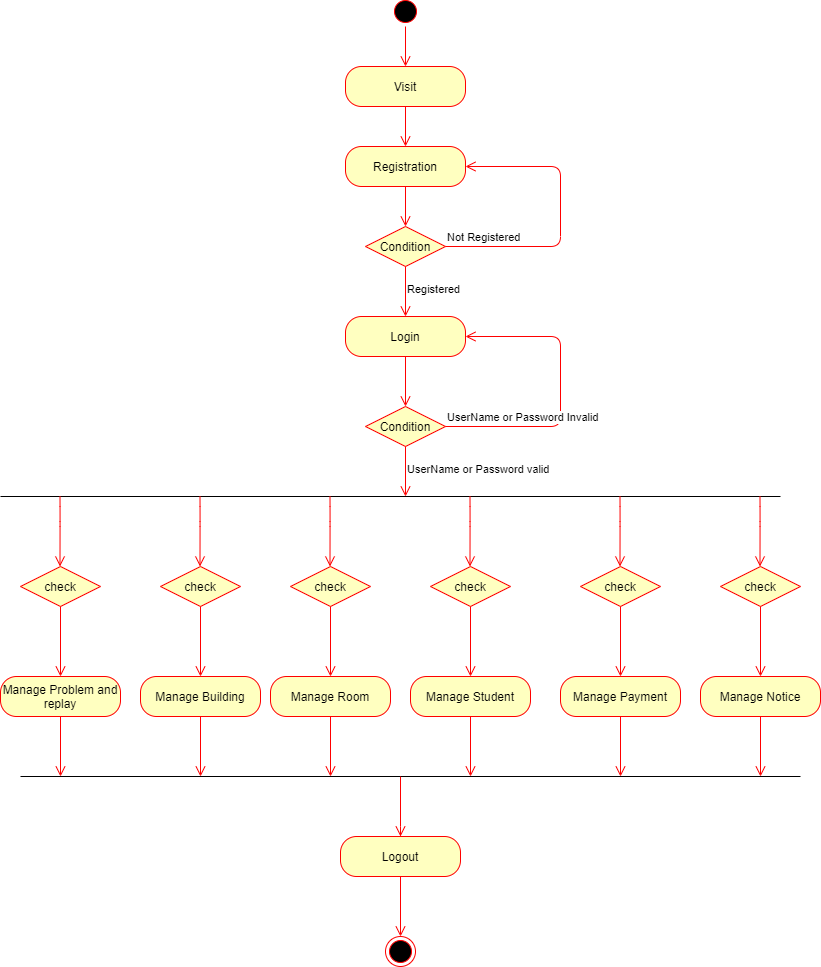 Visit
Registration
Not Registered
Condition
Registered
Login
UserName or Password Invalid
Condition
UserName or Password valid
check
check
check
check
check
check
Manage Problem and
replay
Manage Building
Manage Room
Manage Student
Manage Payment
Manage Notice
Logout